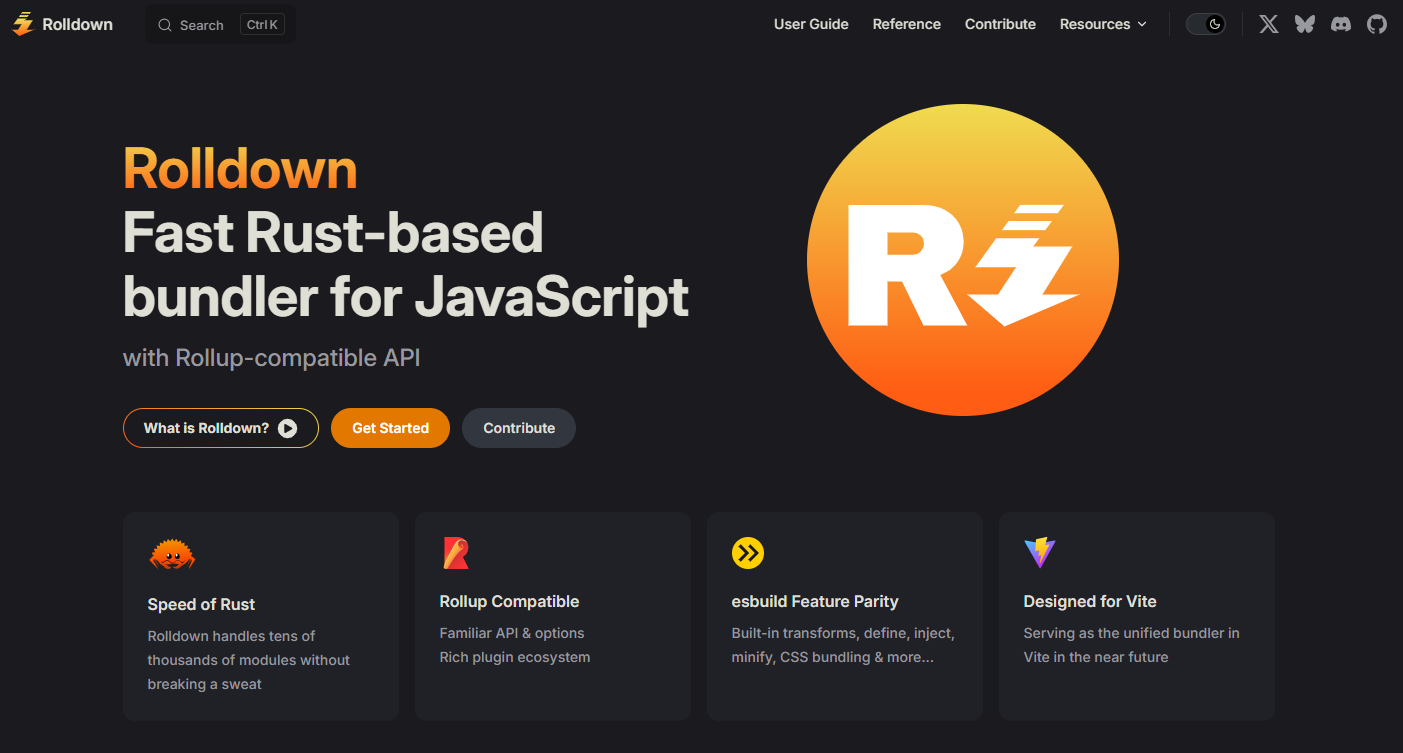 Rolldown
Search
Ctrl K
User Guide
Reference
Contribute
Resources
Rolldown
Fast Rust-based
bundler for JavaScript
with Rollup-compatible API
R
What is Rolldown?
Get Started
Contribute
Speed of Rust
Rolldown handles tens of
thousands of modules without
breaking a sweat
Rollup Compatible
Familiar API & options
Rich plugin ecosystem
esbuild Feature Parity
Built-in transforms, define, inject,
minify, CSS bundling & more...
Designed for Vite
Serving as the unified bundler in
Vite in the near future